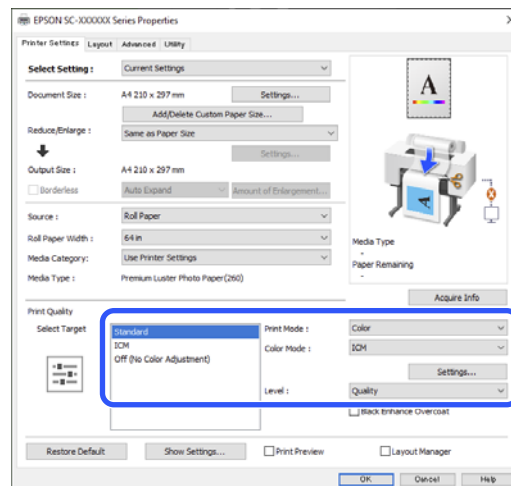 EPSON SC-XXXXXX Series Properties
Printer Settings Layout Advanced Utility
Select Setting : Current Settings
Document Size : A4 210 x 297 mm Settings...
Add/Delete Custom Paper Size...
Reduce/Enlarge : Same as Paper Size
Settings...
Output Size : A4 210 x 297 mm
Borderless Auto Expand Amount of Enlargement...
Source : Roll Paper
Roll Paper Width : 64 in
Media Category: Use Printer Settings
Media Type : Premium Luster Photo Paper(260)
A
A
Media Type
-
Paper Remaining
-
Acquire Info
Print Quality
Select Target
Standard
ICM
Off (No Color Adjustment)
Print Mode : Color
Color Mode : ICM
Settings...
Level : Quality
Black Enhance Overcoat
Restore Default Show Settings... Print Preview Layout Manager
OK Cancel Help